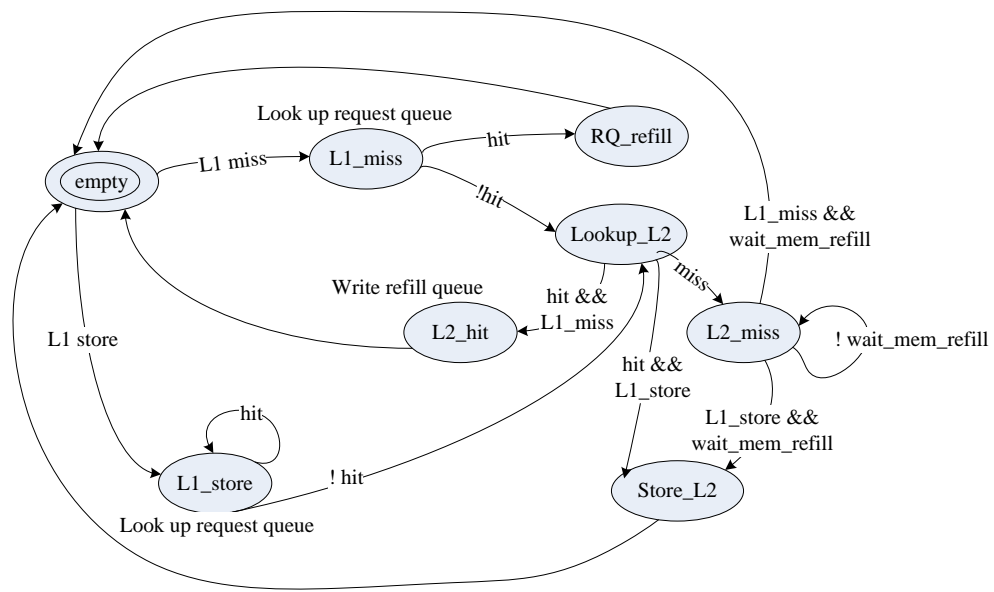 Look up request queue
RQ_refill
hit
L1_miss
L1 miss
empty
!hit
L1_miss &&
wait_mem_refill
Lookup_L2
miss
Write refill queue
hit &&
L1_miss
L2_hit
L2_miss
! wait_mem_refill
L1 store
hit &&
L1_store
hit
L1_store &&
wait_mem_refill
! hit
L1_store
Store_L2
Look up request queue